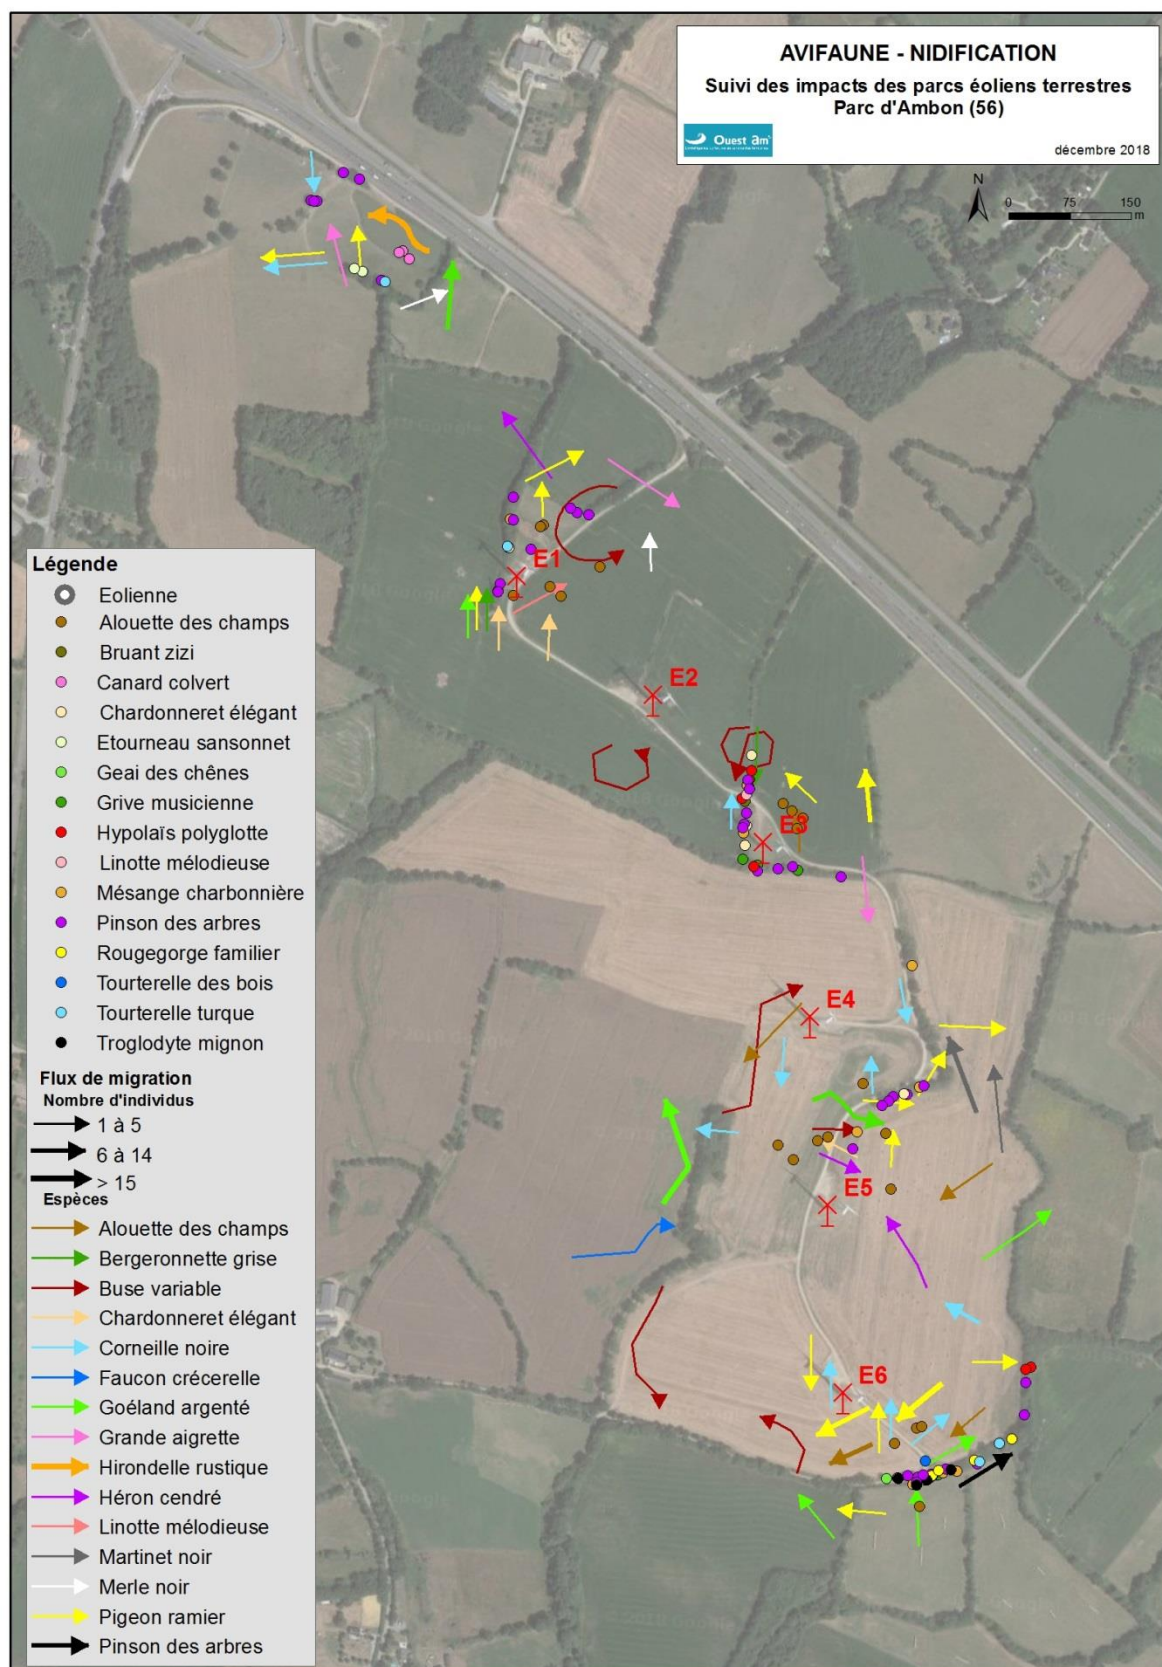 AVIFAUNE - NIDIFICATION
Suivi des impacts des parcs éoliens terrestres
Parc d'Ambon (56)
Ouest am'
décembre 2018
N
0 75 150
m
E1
E2
E3
E4
E5
E6
Légende
Eolienne
Alouette des champs
Bruant zizi
Canard colvert
Chardonneret élégant
Etourneau sansonnet
Geai des chênes
Grive musicienne
Hypolaïs polyglotte
Linotte mélodieuse
Mésange charbonnière
Pinson des arbres
Rougegorge familier
Tourterelle des bois
Tourterelle turque
Troglodyte mignon
Flux de migration
Nombre d'individus
1 à 5
6 à 14
> 15
Espèces
Alouette des champs
Bergeronnette grise
Buse variable
Chardonneret élégant
Corneille noire
Faucon crécerelle
Goéland argenté
Grande aigrette
Hirondelle rustique
Héron cendré
Linotte mélodieuse
Martinet noir
Merle noir
Pigeon ramier
Pinson des arbres